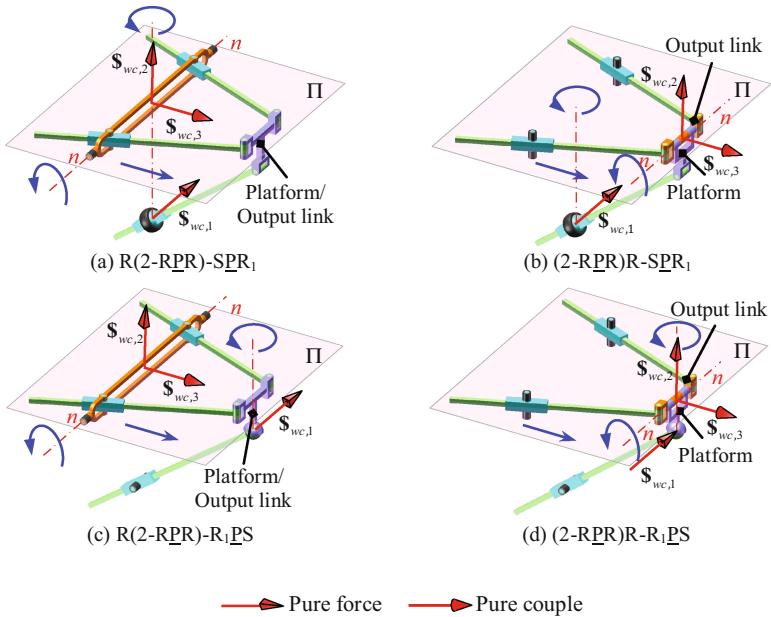 n
$wc,2
Π
$wc,3
n
Platform/
Output link
$wc,1
(a) R(2-RPR)-SPR1
Output link
$wc,2
n
Π
n
$wc,3
Platform
$wc,1
(b) (2-RPR)R-SPR1
n
$wc,2
Π
$wc,3
n
$wc,1
Platform/
Output link
(c) R(2-RPR)-R1PS
Output link
n
$wc,2
Π
n
$wc,3
Platform
$wc,1
(d) (2-RPR)R-R1PS
Pure force
Pure couple